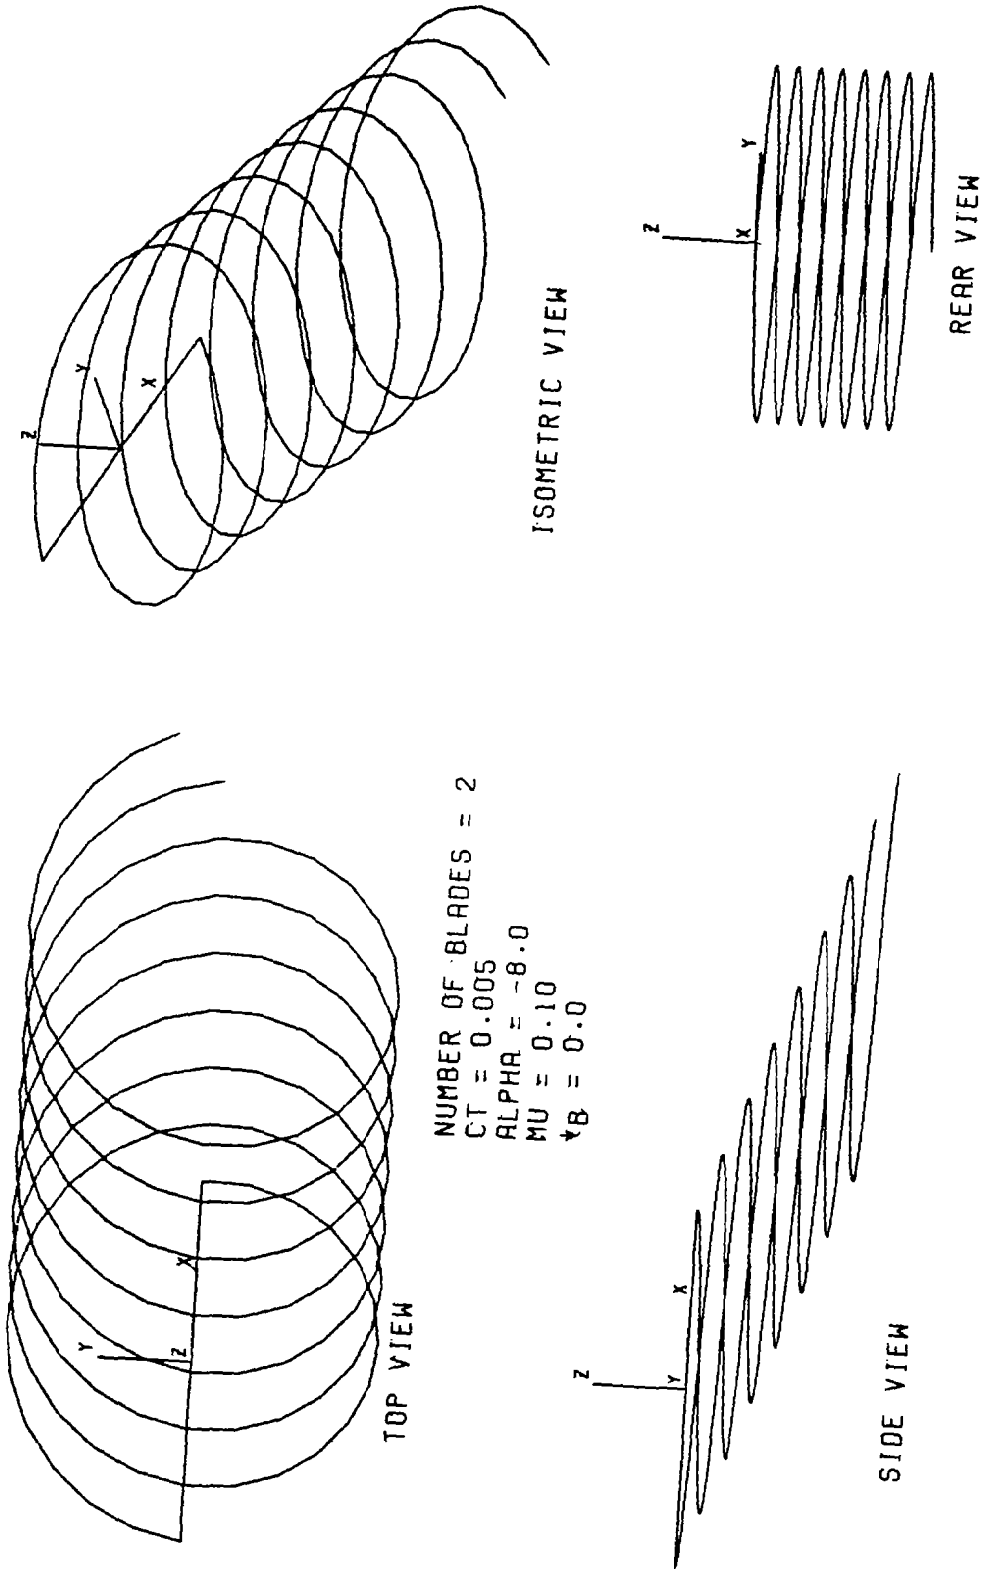 Z
Y
X
ISOMETRIC VIEW
Z
X
Y
REAR VIEW
Y
Z
X
TOP VIEW
NUMBER OF BLADES = 2
CT = 0.005
ALPHA = -8.0
MU = 0.10
ΨB = 0.0
Z
Y
X
SIDE VIEW